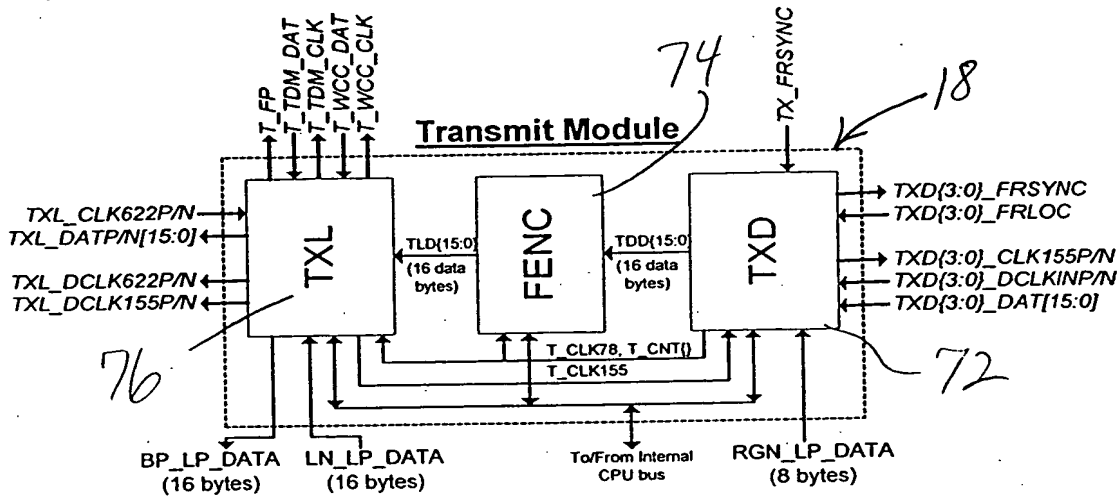 T_FP
T_TDM_DAT
T_TDM_CLK
T_WCC_DAT
T_WCC_CLK
74
TX_FRSYNC
18
Transmit Module
TXL_CLK622P/N
TXL_DATP/N[15:0]
TXL_DCLK622P/N
TXL_DCLK155P/N
TXL
TLD{15:0}
(16 data
bytes)
FENC
TDD{15:0}
(16 data
bytes)
TXD
TXD{3:0}_FRSYNC
TXD{3:0}_FRLOC
TXD{3:0}_CLK155P/N
TXD{3:0}_DCLKINP/N
TXD{3:0}_DAT[15:0]
76
T_CLK78, T_CNT{}
T_CLK155
72
BP_LP_DATA
(16 bytes)
LN_LP_DATA
(16 bytes)
To/From Internal
CPU bus
RGN_LP_DATA
(8 bytes)